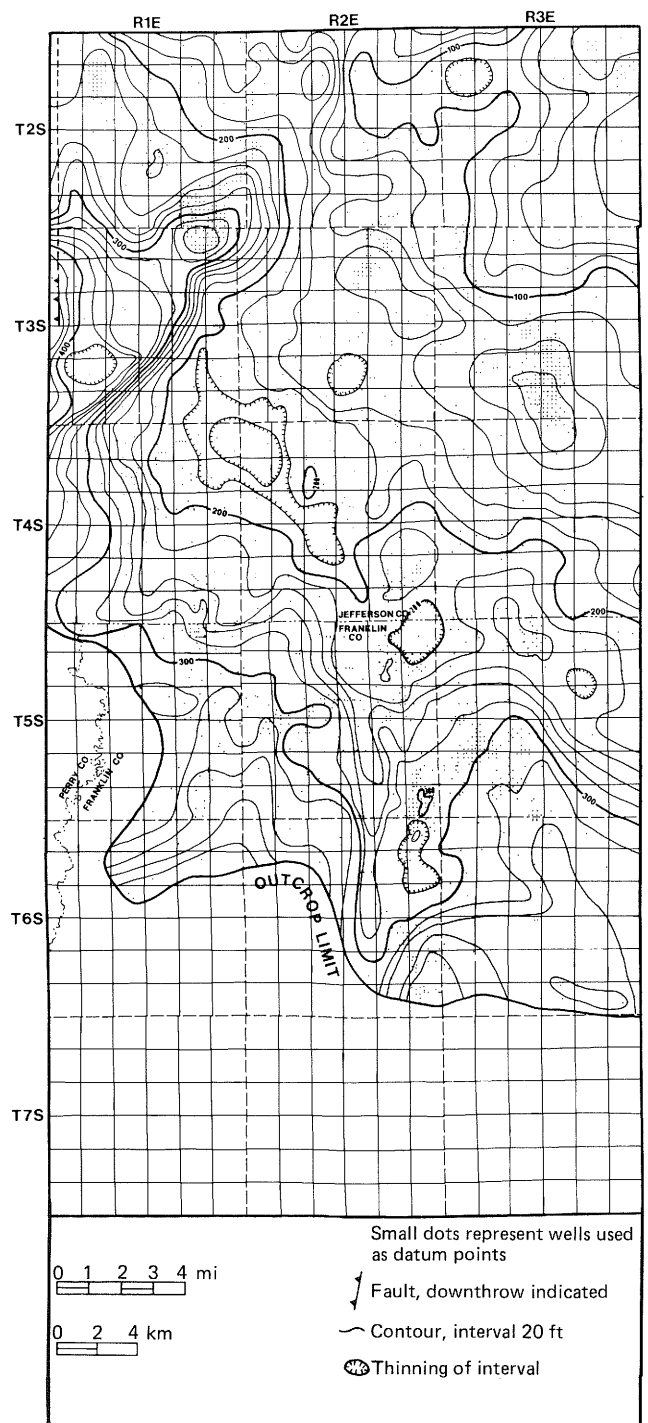 R1E R2E R3E
100
T2S
200
300
100
T3S
400
200
T4S
200
JEFFERSON CO
FRANKLIN
CO
200
300
T5S
PERRY CO
FRANKLIN CO
300
OUTCROP LIMIT
T6S
T7S
Small dots represent wells used
as datum points
0 1 2 3 4 mi
Fault, downthrow indicated
0 2 4 km
Contour, interval 20 ft
Thinning of interval